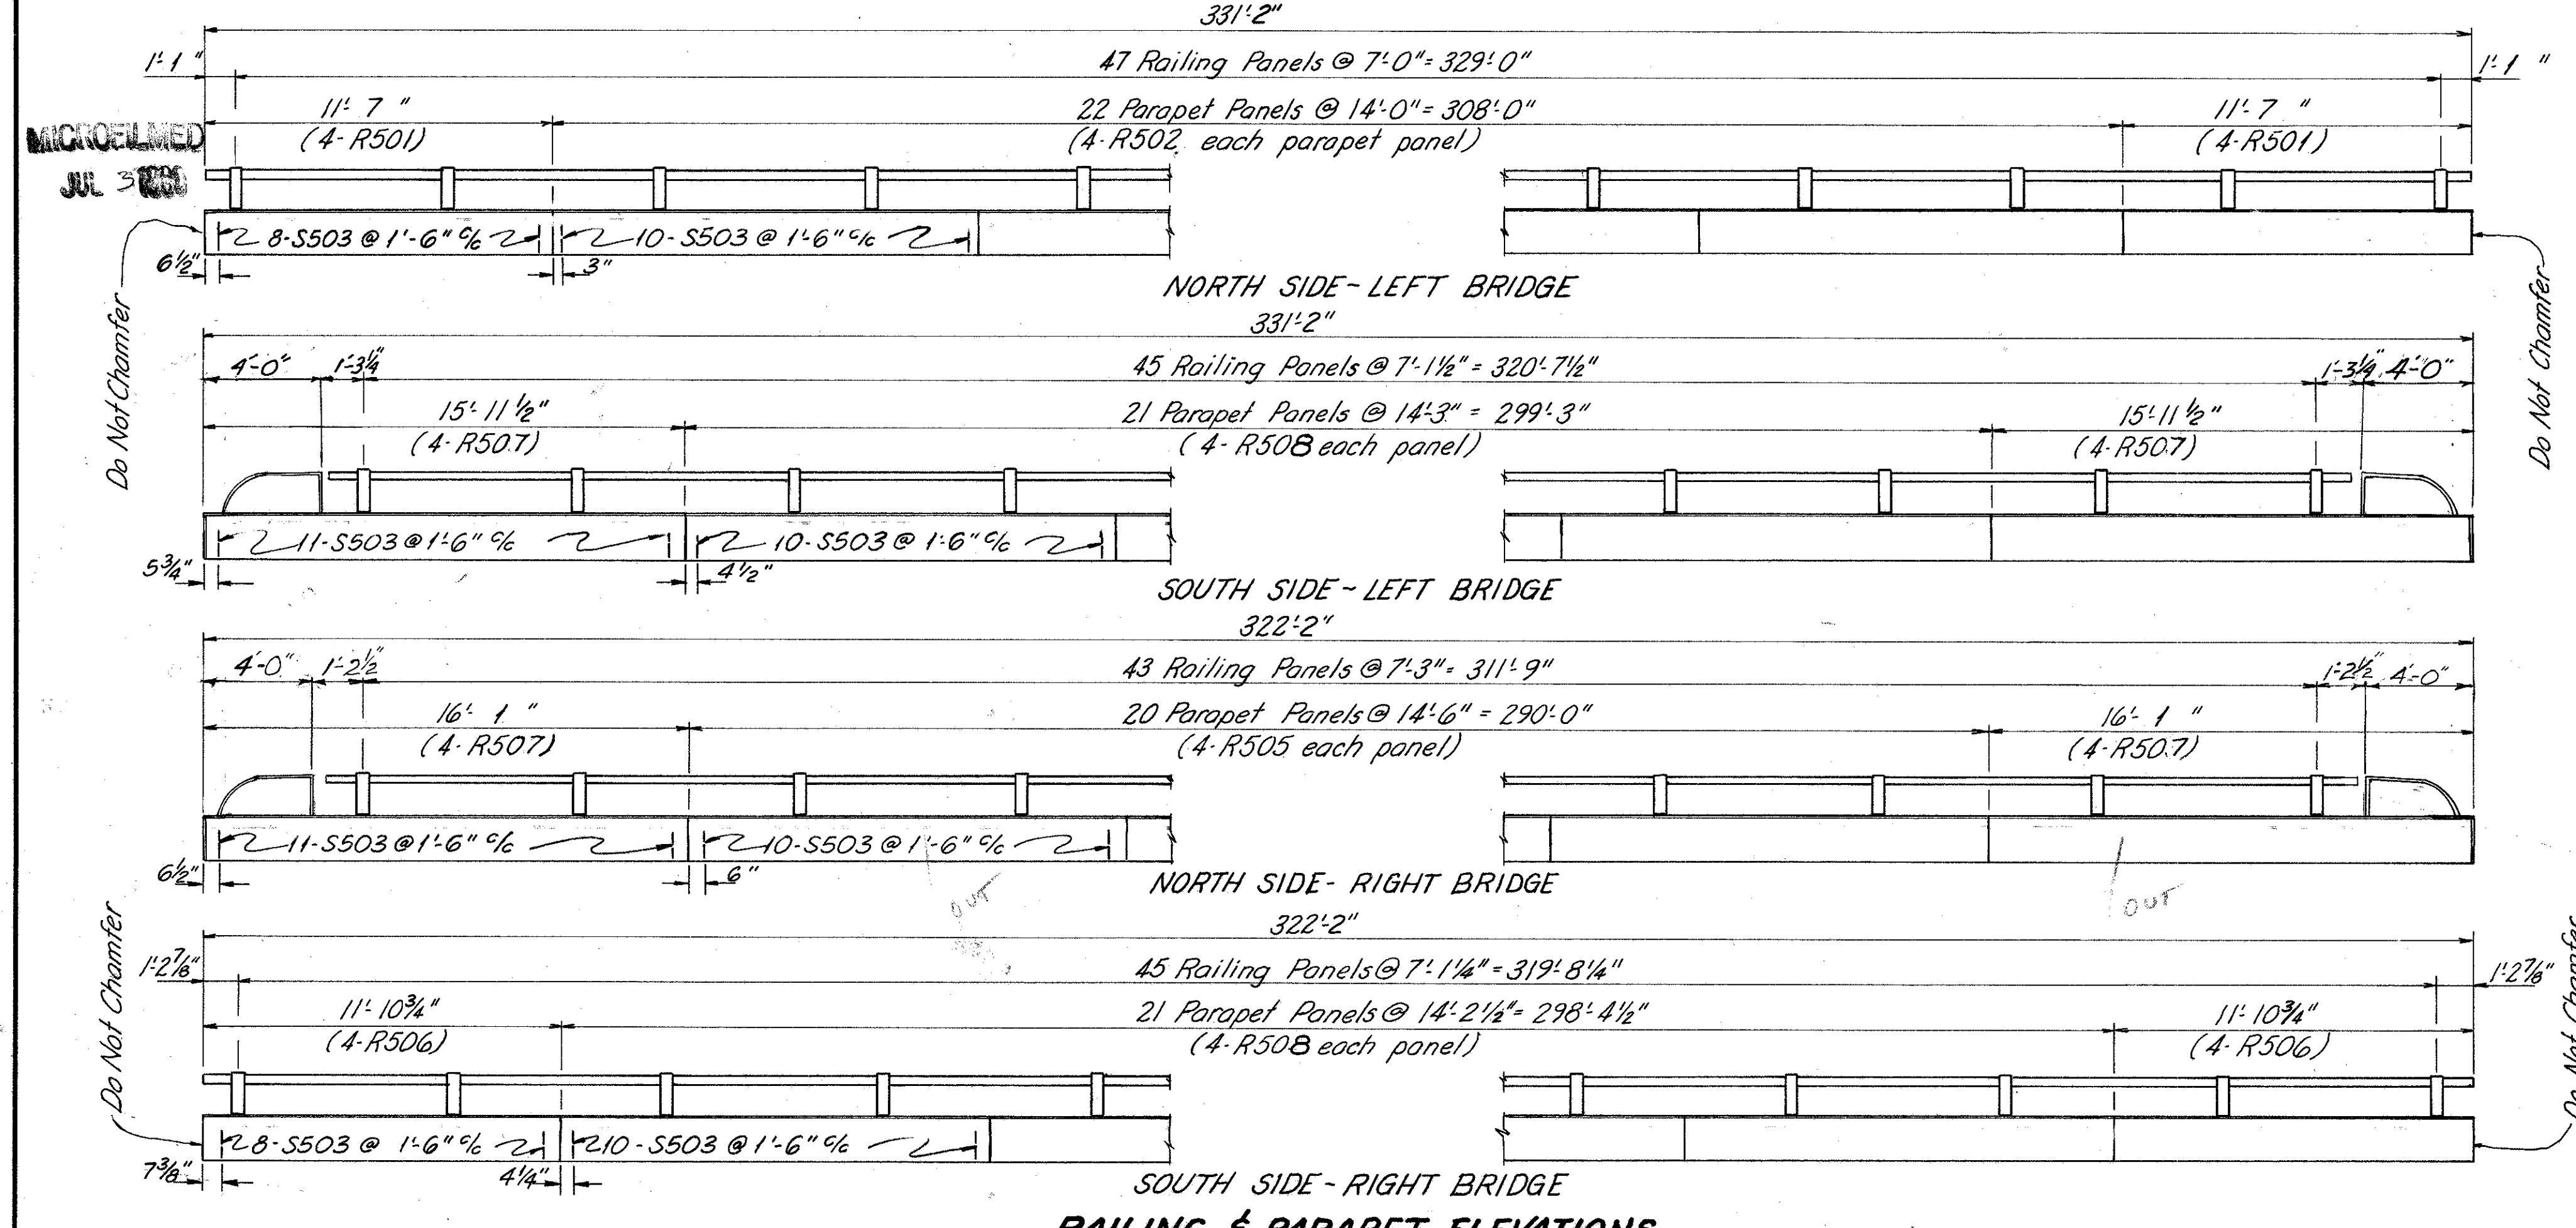 331'-2"
1'-1 " 47 Railing Panels @ 7'-0" = 329'-0" 1'-1 "
11'- 7 " 22 Parapet Panels @ 14'-0" = 308'-0" 11'- 7 "
MICROFILMED (4-R501) (4-R502 each parapet panel) (4-R501)
JUL 3
8-S503 @ 1'-6" c/c 10-S503 @ 1'-6" c/c
6½" 3"
Do Not Chamfer
Do Not Chamfer
NORTH SIDE - LEFT BRIDGE
331'-2"
4'-0" 1'-3¼" 45 Railing Panels @ 7'-1½" = 320'-7½" 1'-3¼" 4'-0"
15'-11½" 21 Parapet Panels @ 14'-3" = 299'-3" 15'-11½"
(4-R507) (4-R508 each panel) (4-R507)
11-S503 @ 1'-6" c/c 10-S503 @ 1'-6" c/c
5¾" 4½"
SOUTH SIDE - LEFT BRIDGE
322'-2"
4'-0" 1'-2½" 43 Railing Panels @ 7'-3" = 311'-9" 1'-2½" 4'-0"
16'- 1 " 20 Parapet Panels @ 14'-6" = 290'-0" 16'- 1 "
(4-R507) (4-R505 each panel) (4-R507)
11-S503 @ 1'-6" c/c 10-S503 @ 1'-6" c/c
6½" 6"
OUT OUT
NORTH SIDE - RIGHT BRIDGE
322'-2"
Do Not Chamfer
Do Not Chamfer
1'-2⅞" 45 Railing Panels @ 7'-1¼" = 319'-8¼" 1'-2⅞"
11'-10¾" 21 Parapet Panels @ 14'-2½" = 298'-4½" 11'-10¾"
(4-R506) (4-R508 each panel) (4-R506)
8-S503 @ 1'-6" c/c 10-S503 @ 1'-6" c/c
7⅜" 4¼"
SOUTH SIDE - RIGHT BRIDGE
RAILING & PARAPET ELEVATIONS